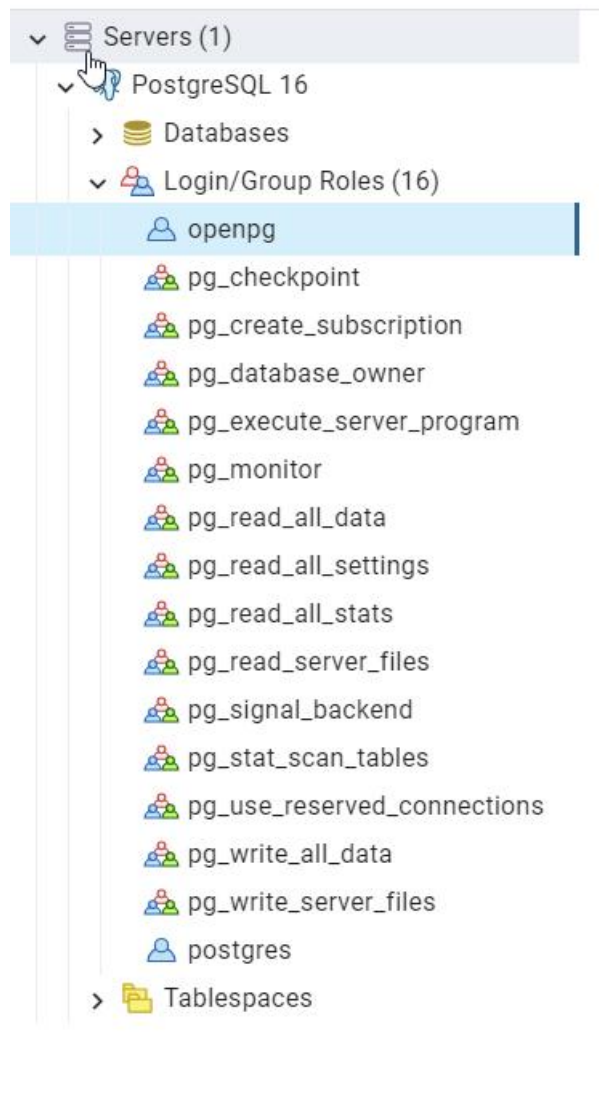 Servers (1)
PostgreSQL 16
Databases
Login/Group Roles (16)
openpg
pg_checkpoint
pg_create_subscription
pg_database_owner
pg_execute_server_program
pg_monitor
pg_read_all_data
pg_read_all_settings
pg_read_all_stats
pg_read_server_files
pg_signal_backend
pg_stat_scan_tables
pg_use_reserved_connections
pg_write_all_data
pg_write_server_files
postgres
Tablespaces